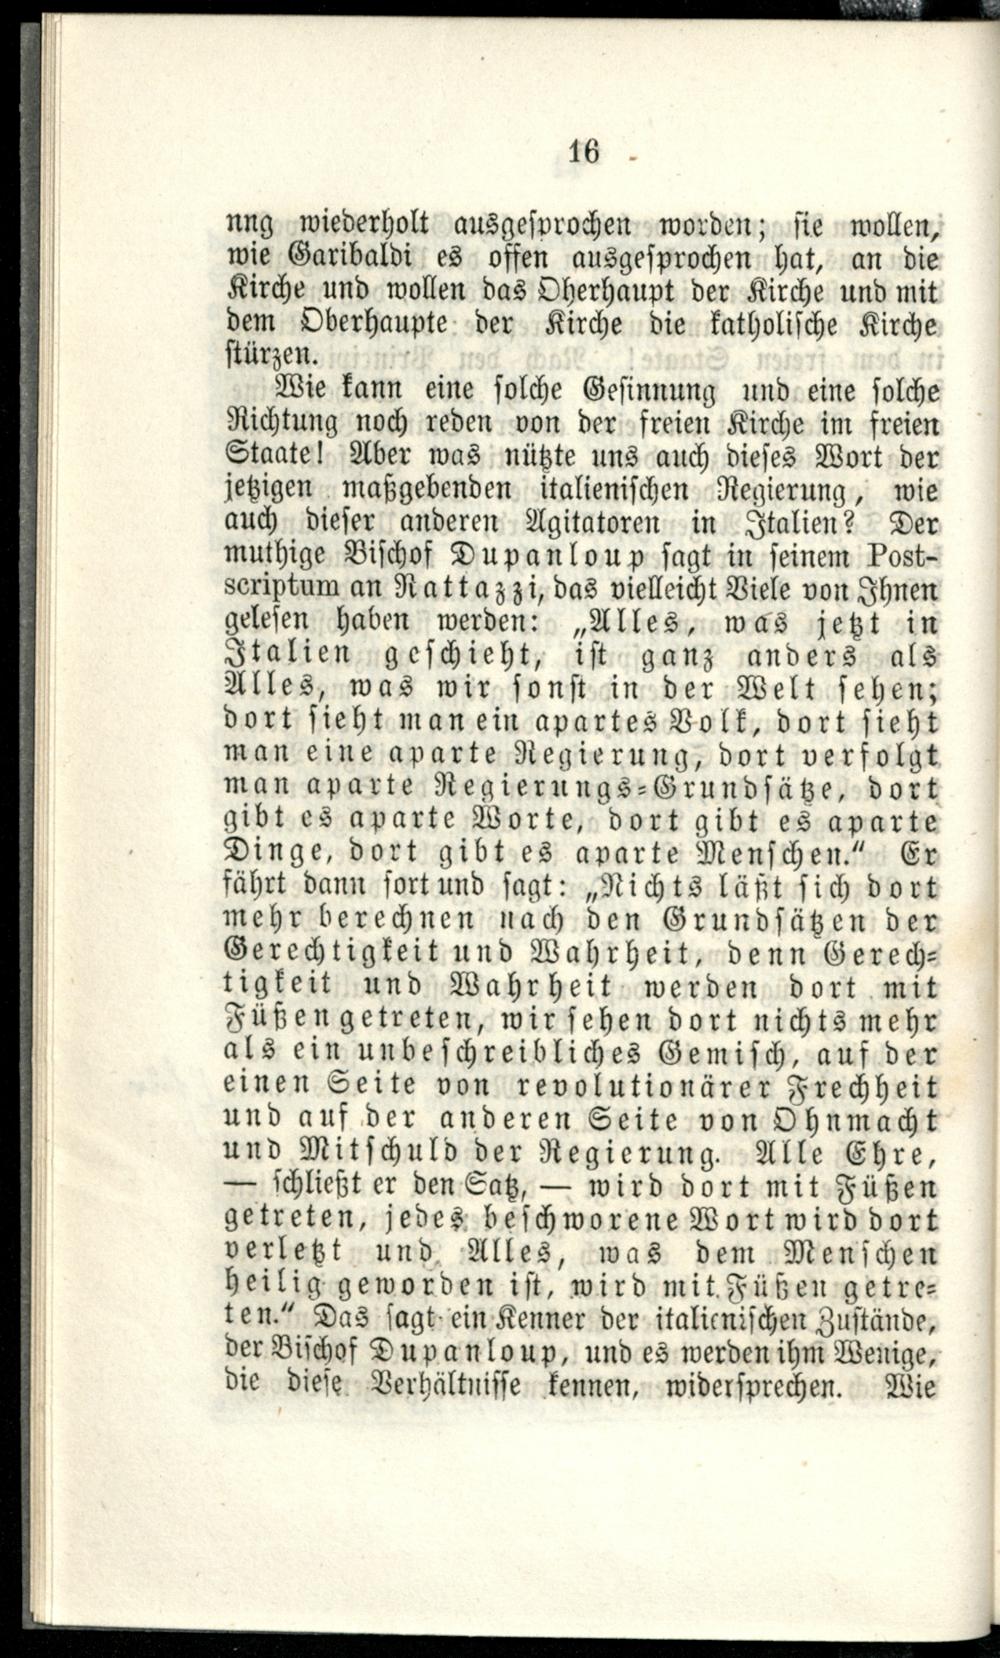 16
nng wiederholt ausgesprochen worden; sie wollen,
wie Garibaldi es offen ausgesprochen hat, an die
Kirche und wollen das Oherhaupt der Kirche und mit
dem Oberhaupte der Kirche die katholische Kirche
stürzen.
Wie kann eine solche Gesinnung und eine solche
Richtung noch reden von der freien Kirche im freien
Staate! Aber was nützte uns auch dieses Wort der
jetzigen maßgebenden italienischen Regierung, wie
auch dieser anderen Agitatoren in Italien? Der
muthige Bischof Dupanloup sagt in seinem Post-
scriptum an Rattazzi, das vielleicht Viele von Ihnen
gelesen haben werden: „Alles, was jetzt in
Italien geschieht, ist ganz anders als
Alles, was wir sonst in der Welt sehen;
dort sieht man ein apartes Volk, dort sieht
man eine aparte Regierung, dort verfolgt
man aparte Regierungs-Grundsätze, dort
gibt es aparte Worte, dort gibt es aparte
Dinge, dort gibt es aparte Menschen.“ Er
fährt dann fort und sagt: „Nichts läßt sich dort
mehr berechnen nach den Grundsätzen der
Gerechtigkeit und Wahrheit, denn Gerech-
tigkeit und Wahrheit werden dort mit
Füßen getreten, wir sehen dort nichts mehr
als ein unbeschreibliches Gemisch, auf der
einen Seite von revolutionärer Frechheit
und auf der anderen Seite von Ohnmacht
und Mitschuld der Regierung. Alle Ehre,
— schließt er den Satz, — wird dort mit Füßen
getreten, jedes beschworene Wort wird dort
verletzt und Alles, was dem Menschen
heilig geworden ist, wird mit Füßen getre-
ten.“ Das sagt ein Kenner der italienischen Zustände,
der Bischof Dupanloup, und es werden ihm Wenige,
die diese Verhältnisse kennen, widersprechen. Wie